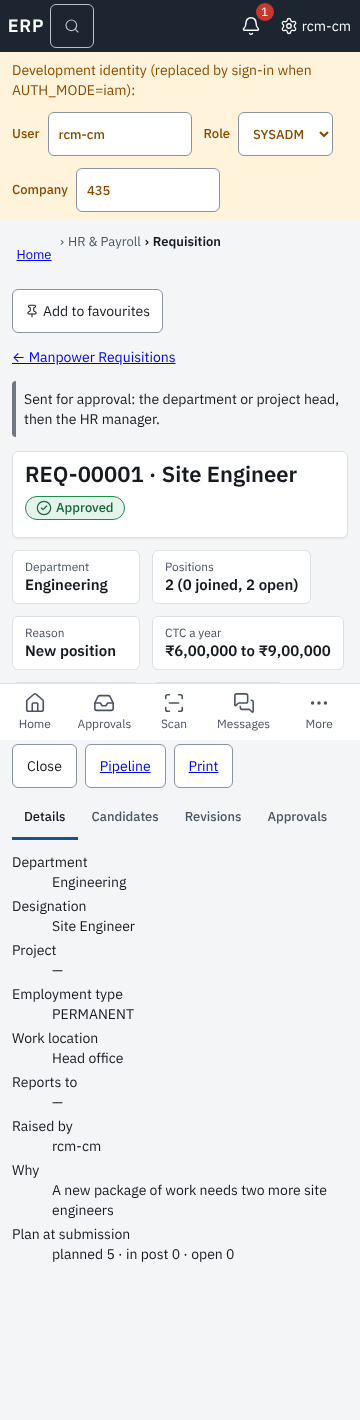 ERP
1
rcm-cm
Development identity (replaced by sign-in when
AUTH_MODE=iam):
User rcm-cm Role SYSADM
Company 435
Home › HR & Payroll › Requisition
Add to favourites
← Manpower Requisitions
Sent for approval: the department or project head,
then the HR manager.
REQ-00001 · Site Engineer
Approved
Department
Engineering
Positions
2 (0 joined, 2 open)
Reason
New position
CTC a year
₹6,00,000 to ₹9,00,000
Home Approvals Scan Messages More
Close Pipeline Print
Details Candidates Revisions Approvals
Department
Engineering
Designation
Site Engineer
Project
—
Employment type
PERMANENT
Work location
Head office
Reports to
—
Raised by
rcm-cm
Why
A new package of work needs two more site
engineers
Plan at submission
planned 5 · in post 0 · open 0